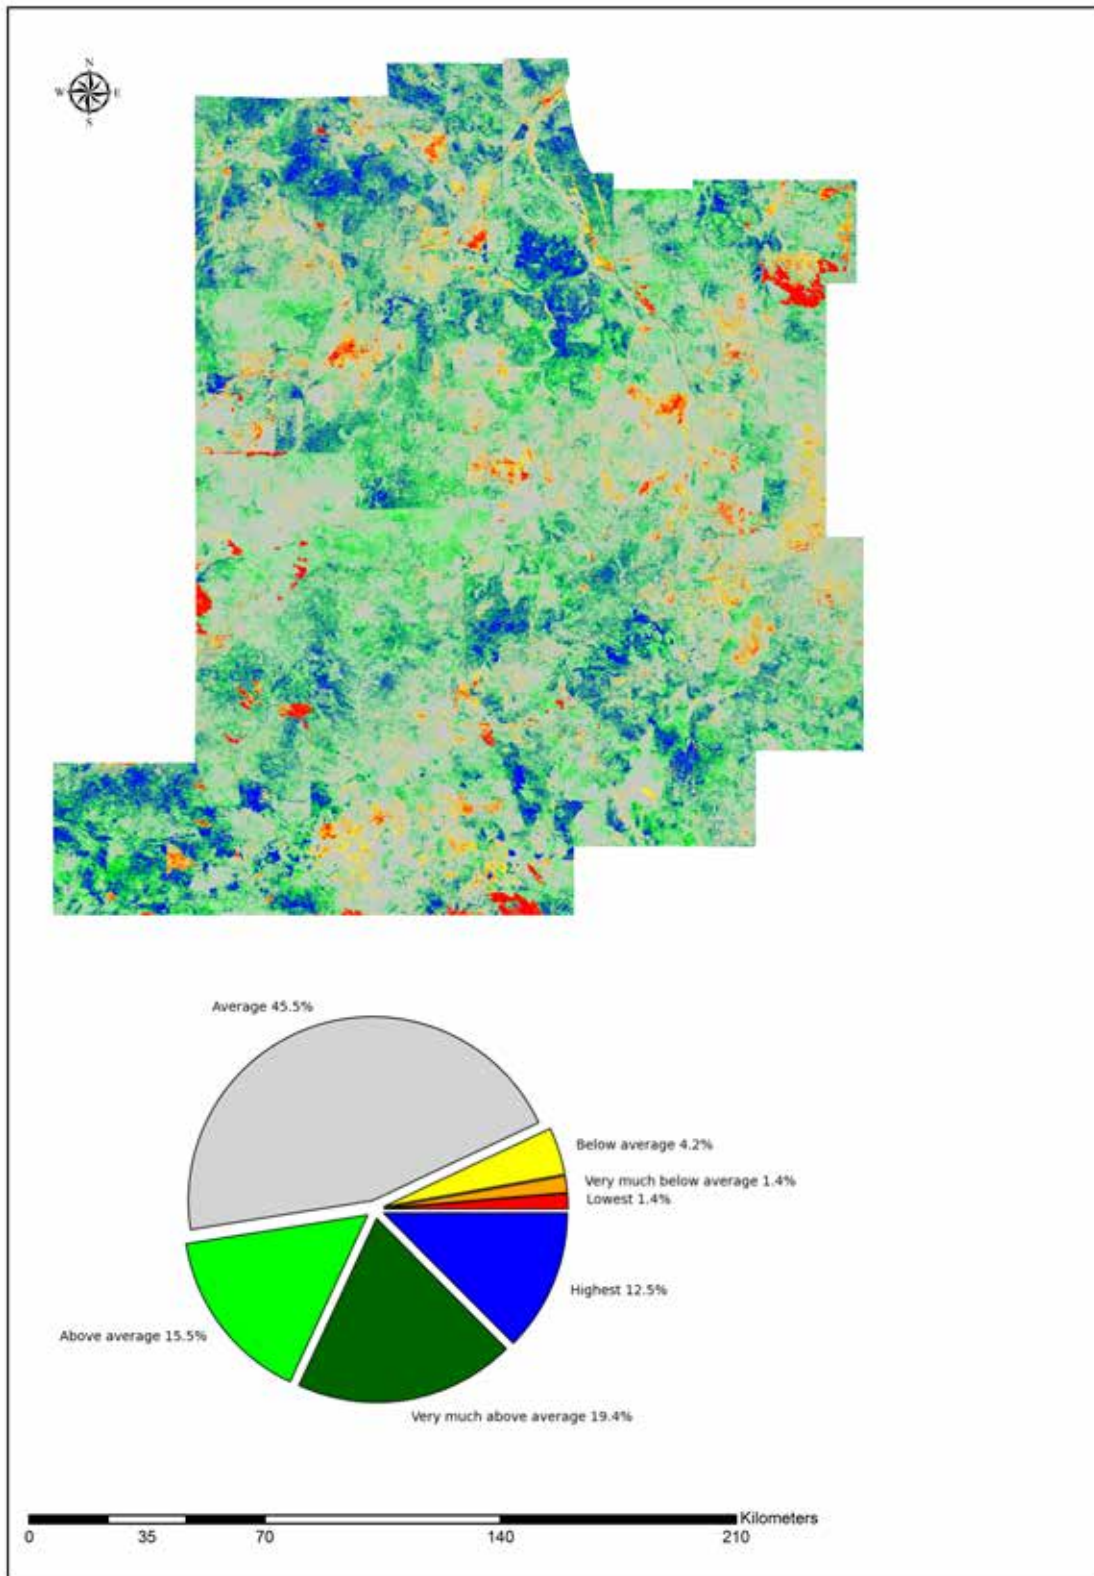 N
W E
S
Average 45.5%
Below average 4.2%
Very much below average 1.4%
Lowest 1.4%
Highest 12.5%
Above average 15.5%
Very much above average 19.4%
Kilometers
0 35 70 140 210